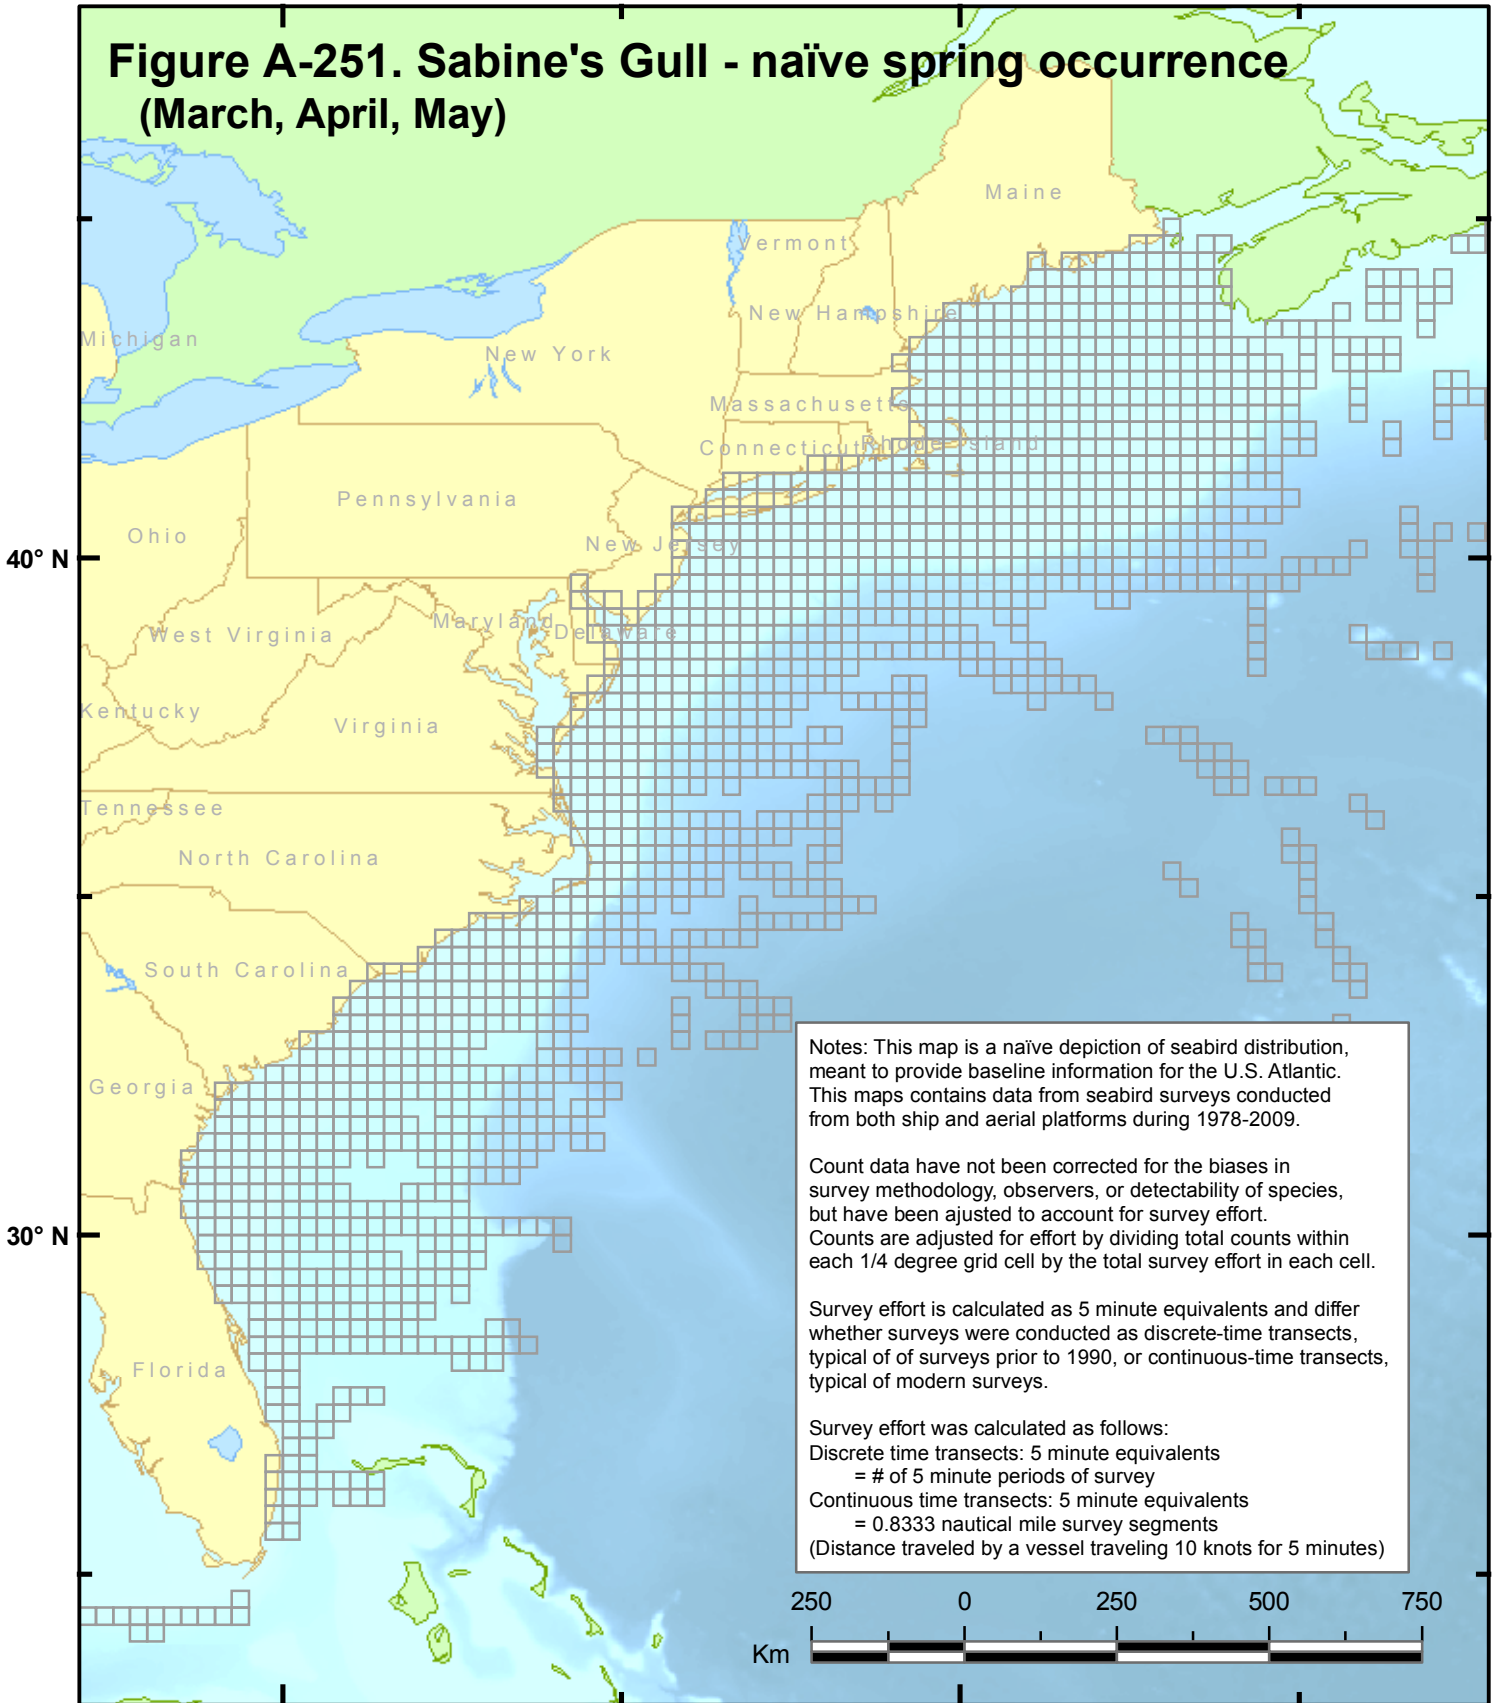 Figure A-251. Sabine's Gull - naïve spring occurrence
(March, April, May)
Maine
Vermont
New Hampshire
Michigan
New York
Massachusetts
Connecticut
Rhode Island
Pennsylvania
Ohio
New Jersey
40° N
West Virginia
Maryland
Delaware
Kentucky
Virginia
Tennessee
North Carolina
South Carolina
Georgia
30° N
Florida
Notes: This map is a naïve depiction of seabird distribution,
meant to provide baseline information for the U.S. Atlantic.
This maps contains data from seabird surveys conducted
from both ship and aerial platforms during 1978-2009.
Count data have not been corrected for the biases in
survey methodology, observers, or detectability of species,
but have been ajusted to account for survey effort.
Counts are adjusted for effort by dividing total counts within
each 1/4 degree grid cell by the total survey effort in each cell.
Survey effort is calculated as 5 minute equivalents and differ
whether surveys were conducted as discrete-time transects,
typical of of surveys prior to 1990, or continuous-time transects,
typical of modern surveys.
Survey effort was calculated as follows:
Discrete time transects: 5 minute equivalents
= # of 5 minute periods of survey
Continuous time transects: 5 minute equivalents
= 0.8333 nautical mile survey segments
(Distance traveled by a vessel traveling 10 knots for 5 minutes)
250 0 250 500 750
Km